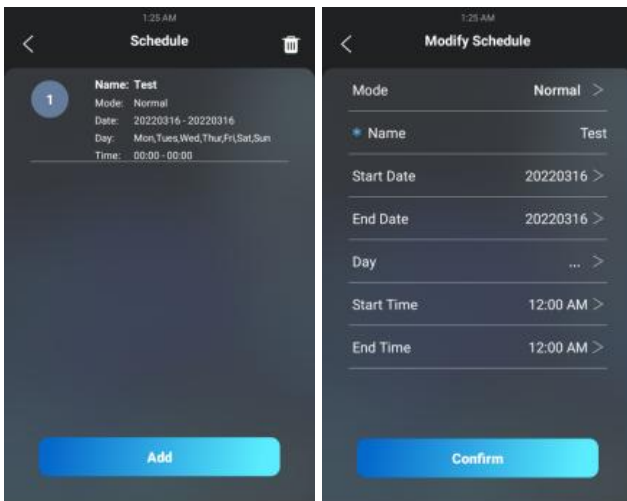 1:25 AM
Schedule
1
Name: Test
Mode: Normal
Date: 20220316 - 20220316
Day: Mon,Tues,Wed,Thur,Fri,Sat,Sun
Time: 00:00 - 00:00
Add
1:25 AM
Modify Schedule
Mode Normal >
* Name Test
Start Date 20220316 >
End Date 20220316 >
Day ... >
Start Time 12:00 AM >
End Time 12:00 AM >
Confirm